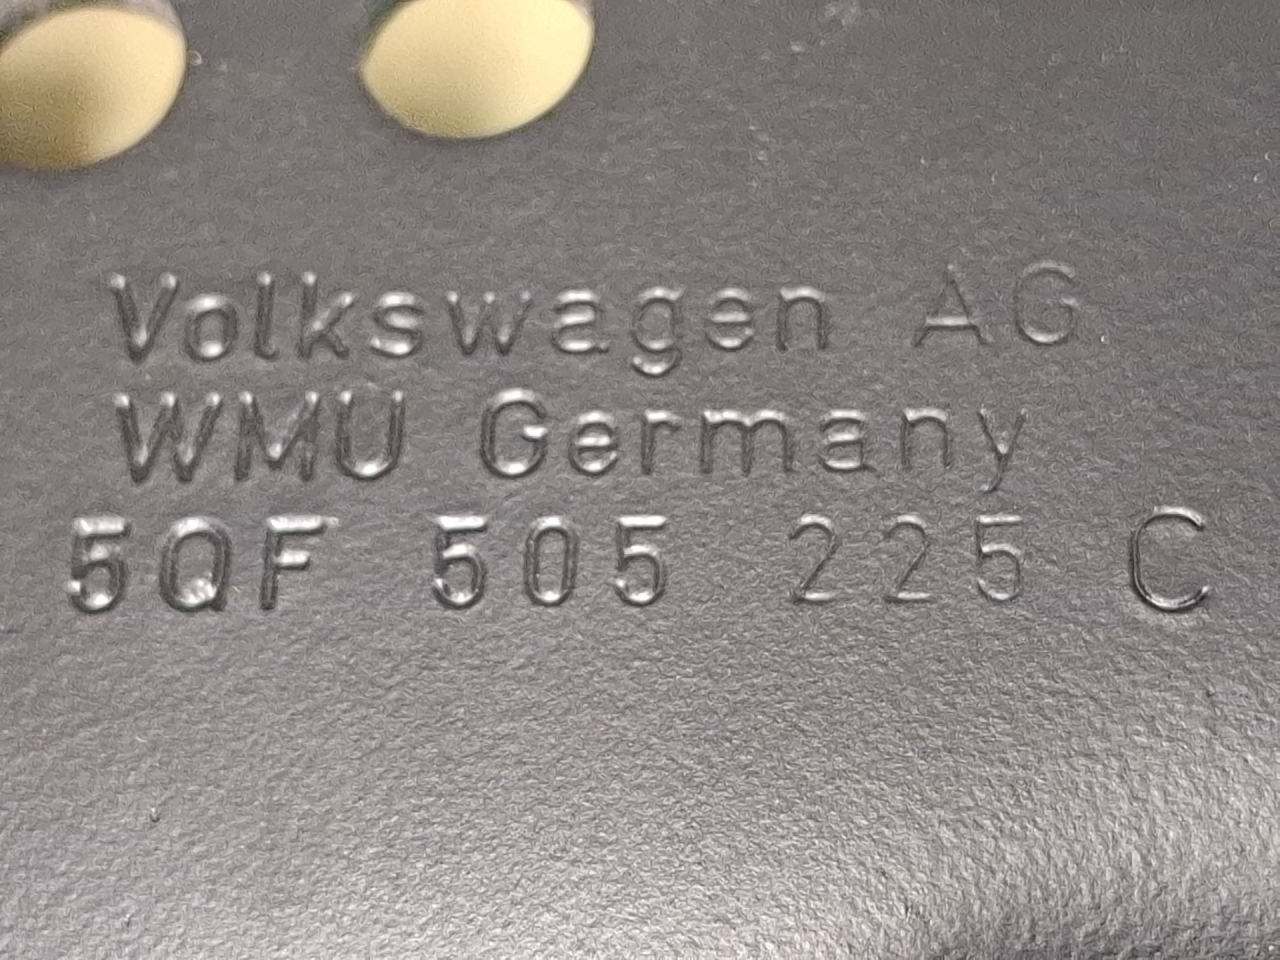 Volkswagen AG
WMU Germany
5QF 505 225 C